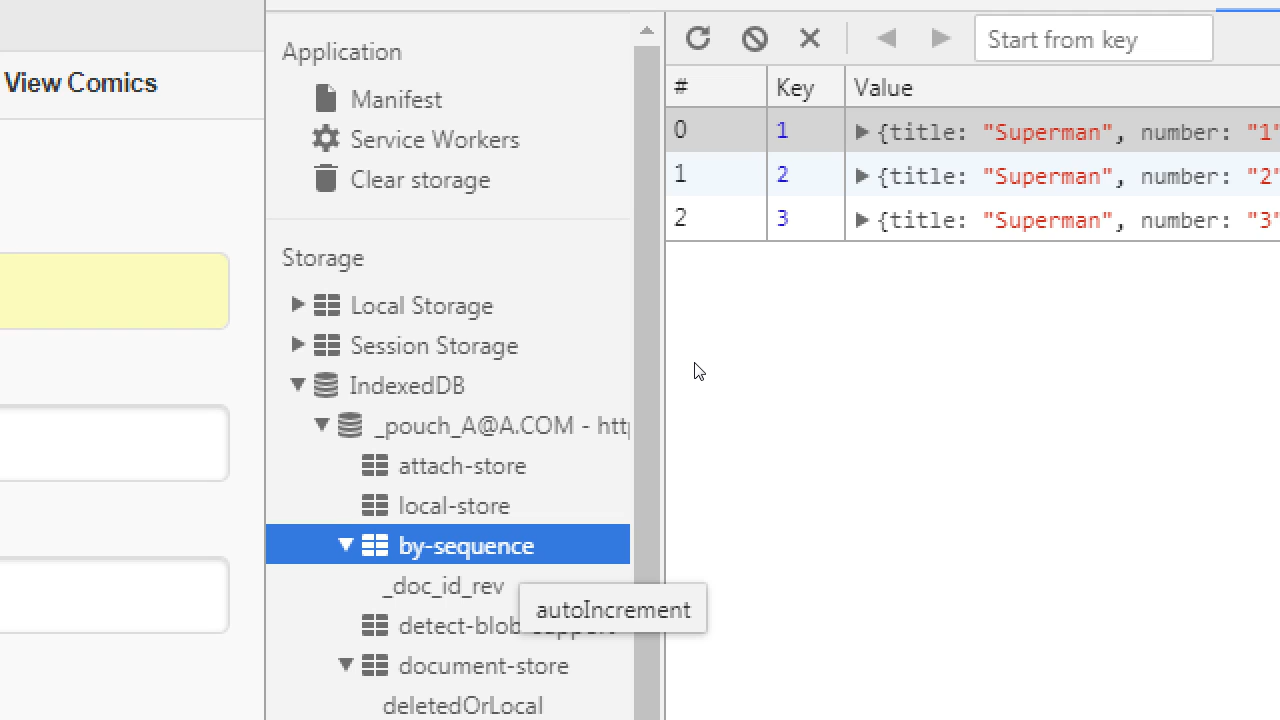 View Comics
Application
Manifest
Service Workers
Clear storage
Storage
Local Storage
Session Storage
IndexedDB
_pouch_A@A.COM - http
attach-store
local-store
by-sequence
_doc_id_rev
autoIncrement
detect-blob-support
document-store
deletedOrLocal
Start from key
# Key Value
0 1 {title: "Superman", number: "1"
1 2 {title: "Superman", number: "2"
2 3 {title: "Superman", number: "3"